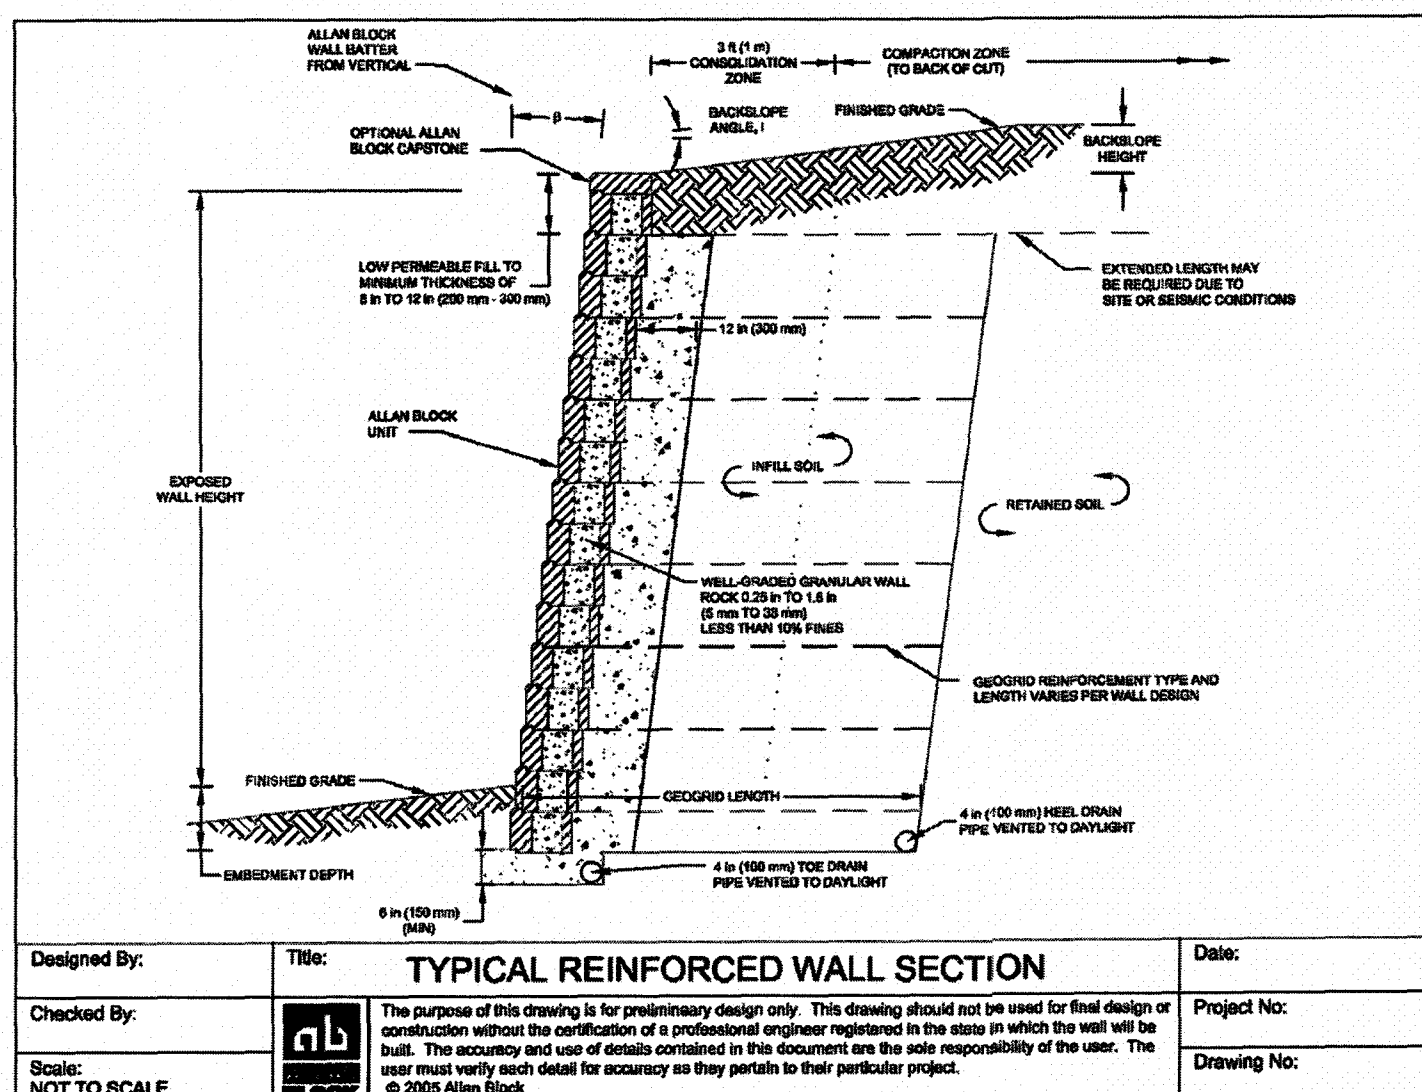 ALLAN BLOCK
WALL BATTER
FROM VERTICAL
3 ft (1 m)
CONSOLIDATION
ZONE
COMPACTION ZONE
(TO BACK OF CUT)
β
BACKSLOPE
ANGLE, I
FINISHED GRADE
OPTIONAL ALLAN
BLOCK CAPSTONE
BACKSLOPE
HEIGHT
LOW PERMEABLE FILL TO
MINIMUM THICKNESS OF
8 in TO 12 in (200 mm - 300 mm)
EXTENDED LENGTH MAY
BE REQUIRED DUE TO
SITE OR SEISMIC CONDITIONS
12 in (300 mm)
ALLAN BLOCK
UNIT
INFILL SOIL
EXPOSED
WALL HEIGHT
RETAINED SOIL
WELL-GRADED GRANULAR WALL
ROCK 0.25 in TO 1.5 in
(5 mm TO 38 mm)
LESS THAN 10% FINES
GEOGRID REINFORCEMENT TYPE AND
LENGTH VARIES PER WALL DESIGN
FINISHED GRADE
GEOGRID LENGTH
4 in (100 mm) HEEL DRAIN
PIPE VENTED TO DAYLIGHT
EMBEDMENT DEPTH
4 in (100 mm) TOE DRAIN
PIPE VENTED TO DAYLIGHT
6 in (150 mm)
(MIN)
Designed By:
Title:
TYPICAL REINFORCED WALL SECTION
Date:
Checked By:
ab
The purpose of this drawing is for preliminary design only. This drawing should not be used for final design or
construction without the certification of a professional engineer registered in the state in which the wall will be
built. The accuracy and use of details contained in this document are the sole responsibility of the user. The
user must verify each detail for accuracy as they pertain to their particular project.
© 2005 Allan Block
Project No:
Scale:
NOT TO SCALE
Drawing No: